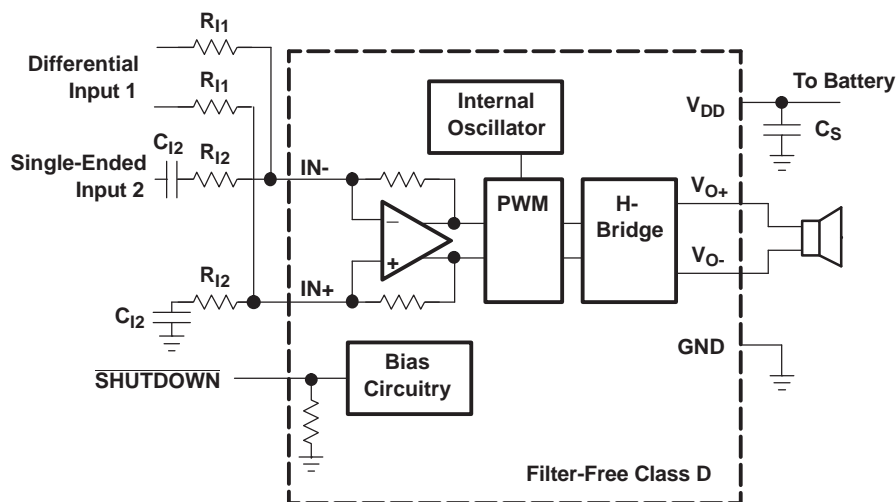 R_I1
Differential
Input 1
R_I1
C_I2
R_I2
Single-Ended
Input 2
R_I2
C_I2
SHUTDOWN
IN-
IN+
−
+
Internal
Oscillator
PWM
H-
Bridge
Bias
Circuitry
V_DD
To Battery
C_S
V_O+
V_O-
GND
Filter-Free Class D